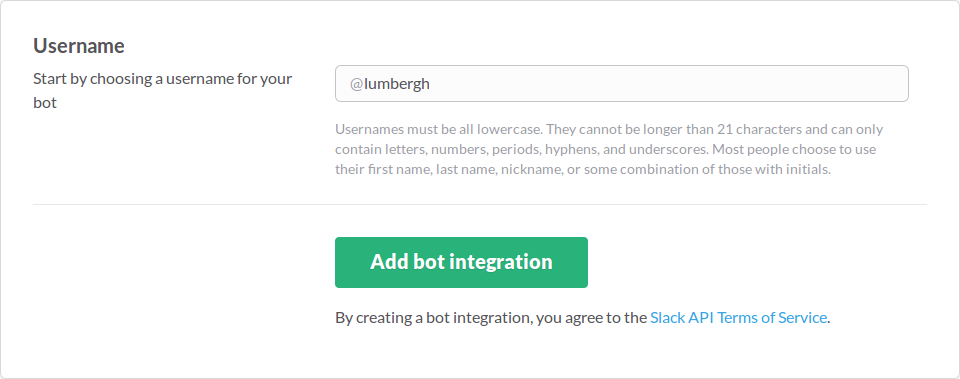 Username
Start by choosing a username for your
bot
@lumbergh
Usernames must be all lowercase. They cannot be longer than 21 characters and can only
contain letters, numbers, periods, hyphens, and underscores. Most people choose to use
their first name, last name, nickname, or some combination of those with initials.
Add bot integration
By creating a bot integration, you agree to the Slack API Terms of Service.